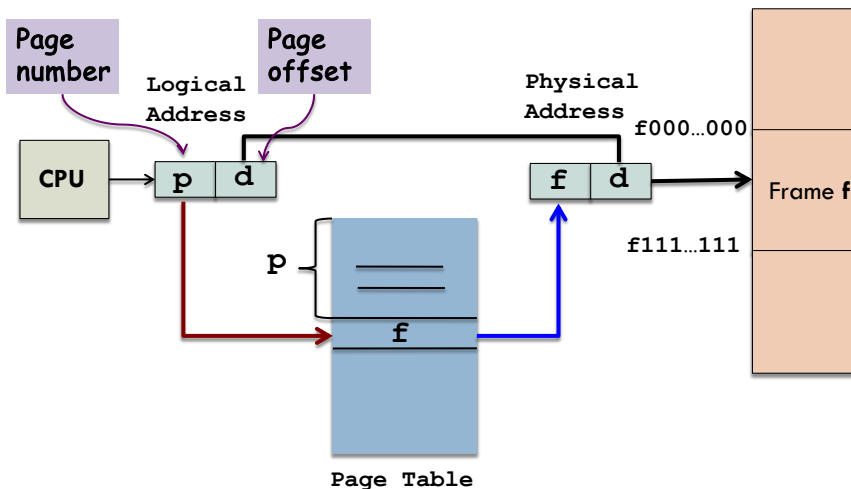 Page
number
Page
offset
Logical
Address
Physical
Address
f000…000
CPU
p d
f d
Frame f
f111…111
p
f
Page Table